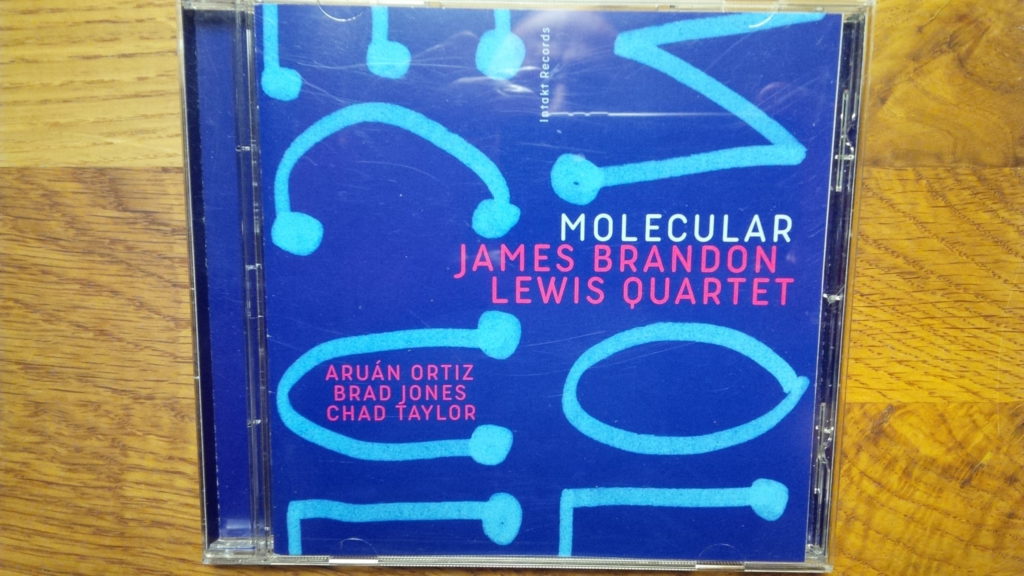 Intakt Records
MOLECULAR
JAMES BRANDON
LEWIS QUARTET
ARUÁN ORTIZ
BRAD JONES
CHAD TAYLOR